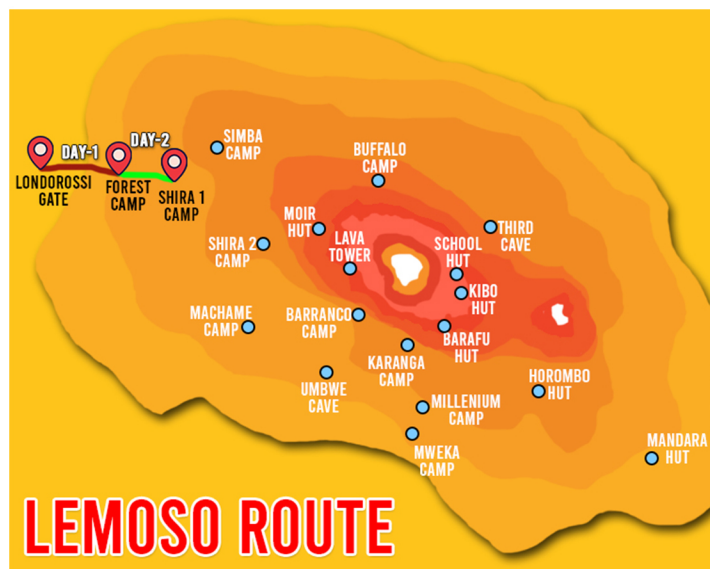 SIMBA
CAMP
DAY-1
DAY-2
LONDOROSSI
GATE
FOREST
CAMP
SHIRA 1
CAMP
BUFFALO
CAMP
MOIR
HUT
THIRD
CAVE
SHIRA 2
CAMP
LAVA
TOWER
SCHOOL
HUT
KIBO
HUT
MACHAME
CAMP
BARRANCO
CAMP
BARAFU
HUT
KARANGA
CAMP
UMBWE
CAVE
HOROMBO
HUT
MILLENIUM
CAMP
MWEKA
CAMP
MANDARA
HUT
LEMOSO ROUTE